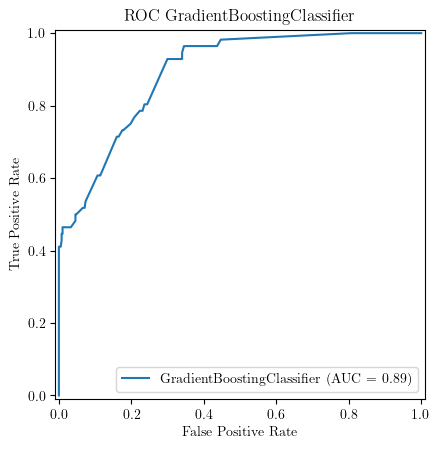 ROC GradientBoostingClassifier
1.0
0.8
0.6
0.4
0.2
0.0
True Positive Rate
GradientBoostingClassifier (AUC = 0.89)
0.0 0.2 0.4 0.6 0.8 1.0
False Positive Rate